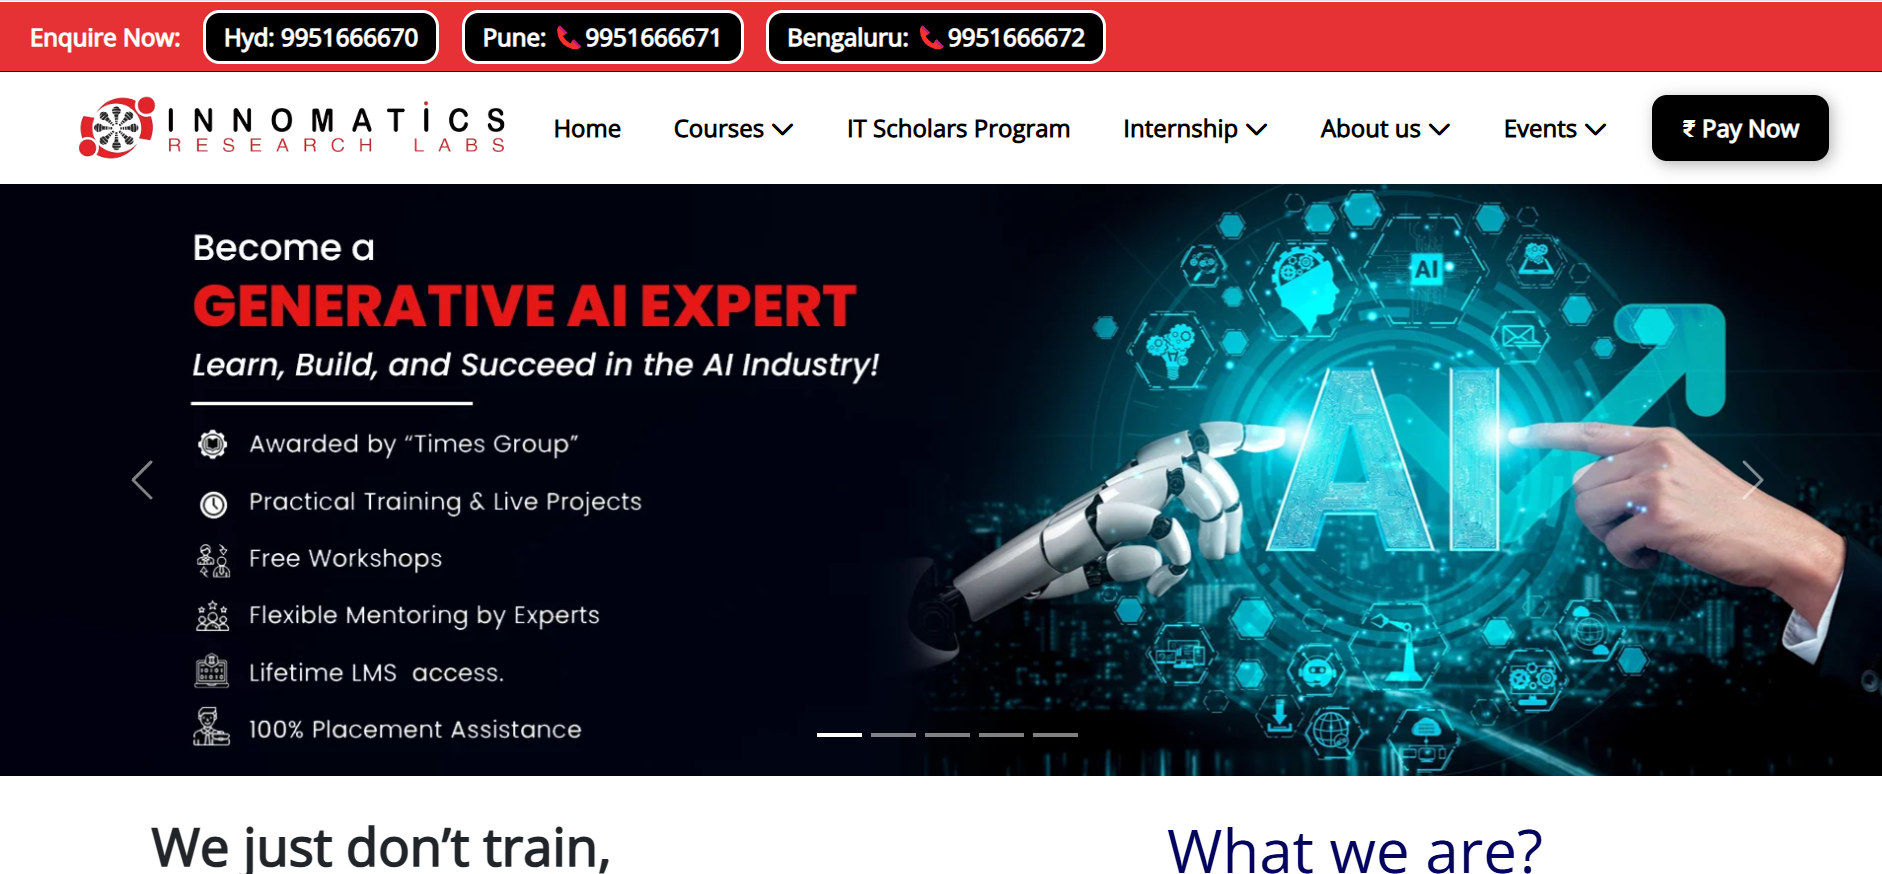 Enquire Now: Hyd: 9951666670 Pune: 9951666671 Bengaluru: 9951666672
INNOMATICS
RESEARCH LABS
Home Courses IT Scholars Program Internship About us Events ₹ Pay Now
Become a
GENERATIVE AI EXPERT
Learn, Build, and Succeed in the AI Industry!
Awarded by “Times Group”
Practical Training & Live Projects
Free Workshops
Flexible Mentoring by Experts
Lifetime LMS access.
100% Placement Assistance
AI
AI
We just don’t train,
What we are?